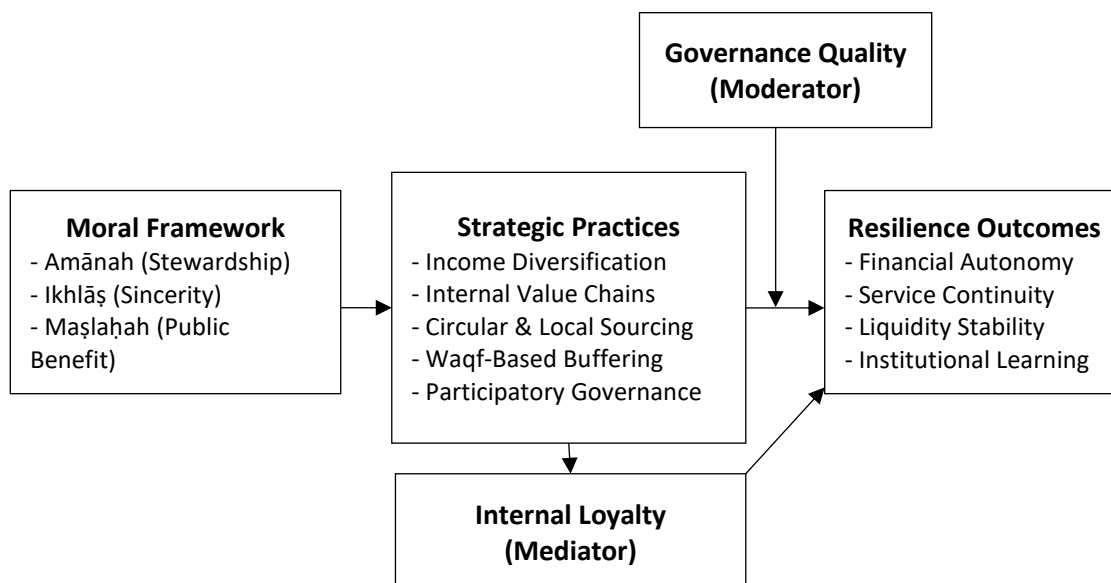 Governance Quality
(Moderator)
Moral Framework
- Amānah (Stewardship)
- Ikhlāṣ (Sincerity)
- Maṣlaḥah (Public
Benefit)
Strategic Practices
- Income Diversification
- Internal Value Chains
- Circular & Local Sourcing
- Waqf-Based Buffering
- Participatory Governance
Resilience Outcomes
- Financial Autonomy
- Service Continuity
- Liquidity Stability
- Institutional Learning
Internal Loyalty
(Mediator)